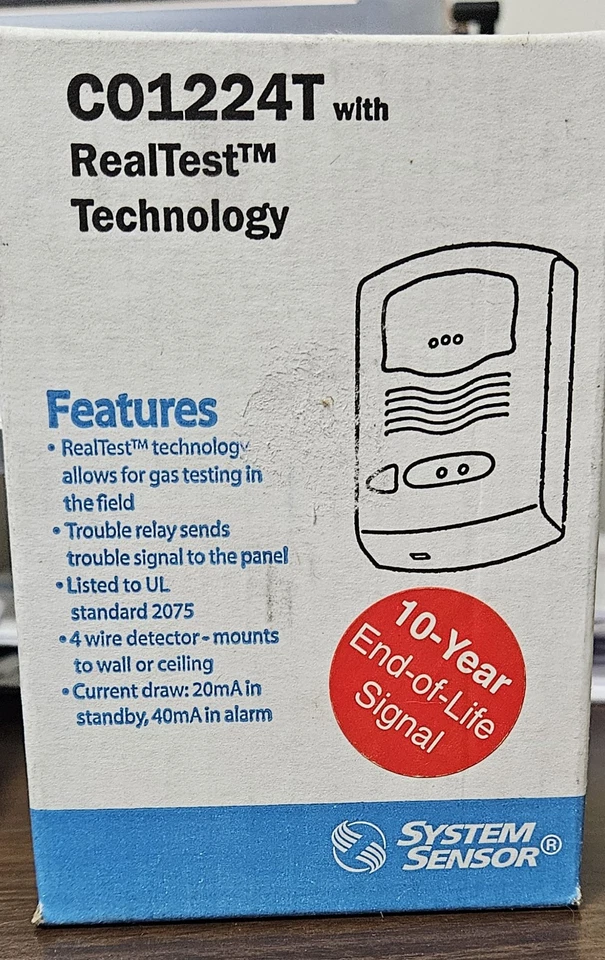 CO1224T with
RealTest™
Technology
Features
• RealTest™ technology
allows for gas testing in
the field
• Trouble relay sends
trouble signal to the panel
• Listed to UL
standard 2075
• 4 wire detector - mounts
to wall or ceiling
• Current draw: 20mA in
standby, 40mA in alarm
10-Year
End-of-Life
Signal
SYSTEM
SENSOR®